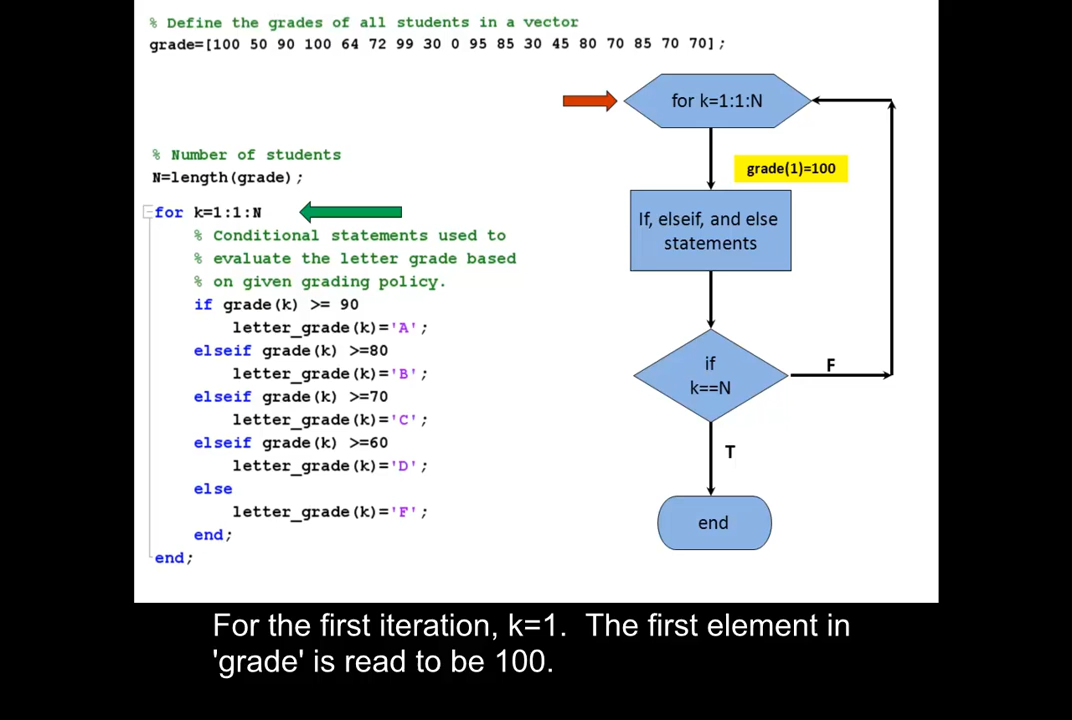 % Define the grades of all students in a vector
grade=[100 50 90 100 64 72 99 30 0 95 85 30 45 80 70 85 70 70];
% Number of students
N=length(grade);
for k=1:1:N
% Conditional statements used to
% evaluate the letter grade based
% on given grading policy.
if grade(k) >= 90
letter_grade(k)='A';
elseif grade(k) >=80
letter_grade(k)='B';
elseif grade(k) >=70
letter_grade(k)='C';
elseif grade(k) >=60
letter_grade(k)='D';
else
letter_grade(k)='F';
end;
end;
for k=1:1:N
grade(1)=100
If, elseif, and else
statements
if
k==N
F
T
end
For the first iteration, k=1.  The first element in
'grade' is read to be 100.